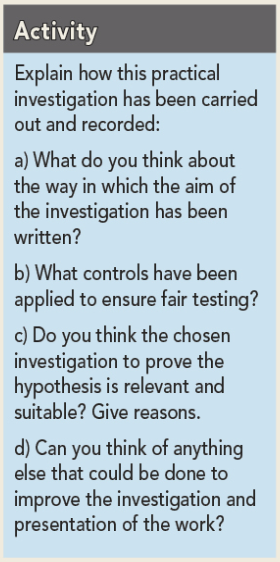 Activity
Explain how this practical
investigation has been carried
out and recorded:
a) What do you think about
the way in which the aim of
the investigation has been
written?
b) What controls have been
applied to ensure fair testing?
c) Do you think the chosen
investigation to prove the
hypothesis is relevant and
suitable? Give reasons.
d) Can you think of anything
else that could be done to
improve the investigation and
presentation of the work?